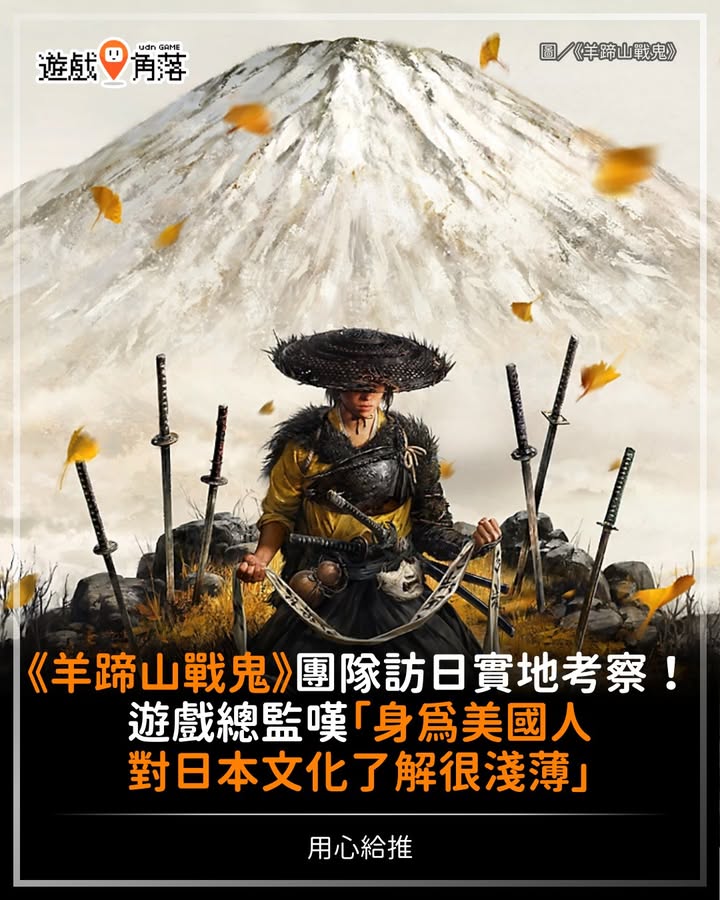 udn GAME
遊戲角落
圖／《羊蹄山戰鬼》
《羊蹄山戰鬼》團隊訪日實地考察！
遊戲總監嘆「身為美國人
對日本文化了解很淺薄」
用心給推